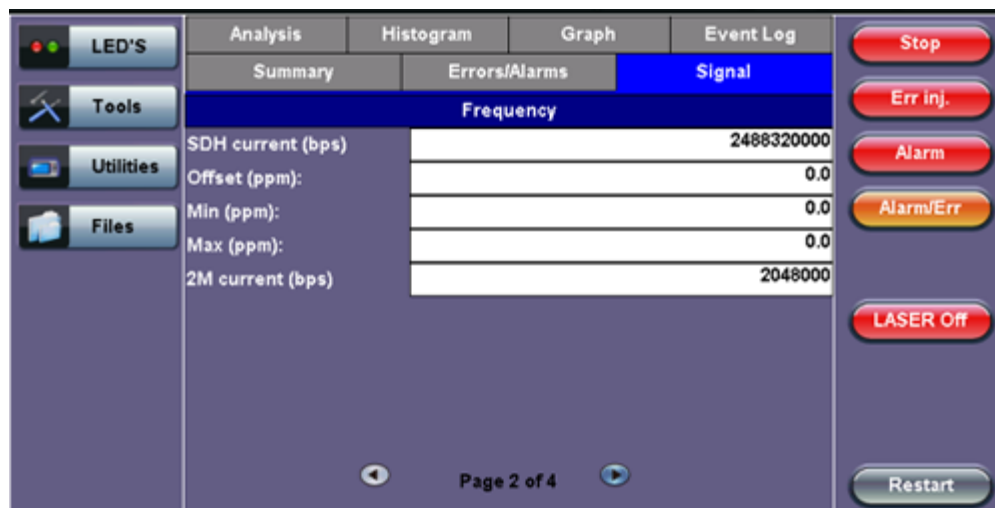 LED'S
Tools
Utilities
Files
Analysis Histogram Graph Event Log
Summary Errors/Alarms Signal
Frequency
SDH current (bps) 2488320000
Offset (ppm): 0.0
Min (ppm): 0.0
Max (ppm): 0.0
2M current (bps) 2048000
Page 2 of 4
Stop
Err inj.
Alarm
Alarm/Err
LASER Off
Restart